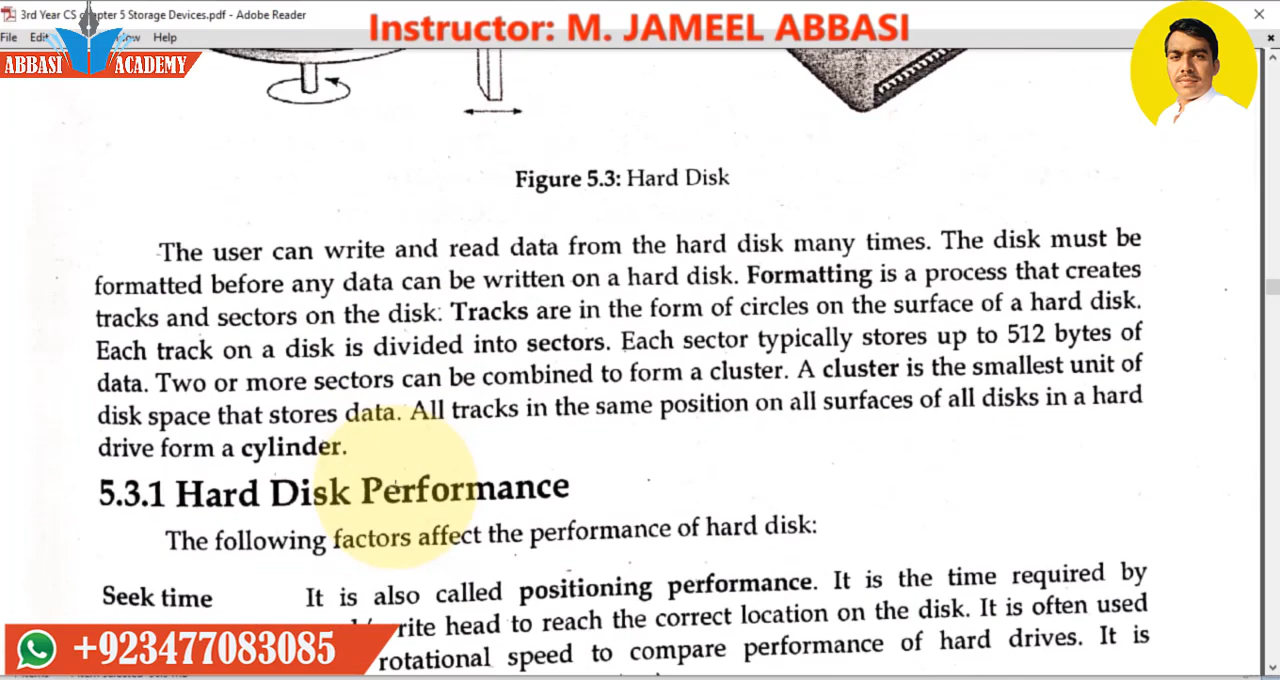 3rd Year CS Chapter 5 Storage Devices.pdf - Adobe Reader
Instructor: M. JAMEEL ABBASI
File Help
ABBASI ACADEMY
Figure 5.3: Hard Disk
The user can write and read data from the hard disk many times. The disk must be
formatted before any data can be written on a hard disk. Formatting is a process that creates
tracks and sectors on the disk. Tracks are in the form of circles on the surface of a hard disk.
Each track on a disk is divided into sectors. Each sector typically stores up to 512 bytes of
data. Two or more sectors can be combined to form a cluster. A cluster is the smallest unit of
disk space that stores data. All tracks in the same position on all surfaces of all disks in a hard
drive form a cylinder.
5.3.1 Hard Disk Performance
The following factors affect the performance of hard disk:
Seek time It is also called positioning performance. It is the time required by
rite head to reach the correct location on the disk. It is often used
rotational speed to compare performance of hard drives. It is
+923477083085